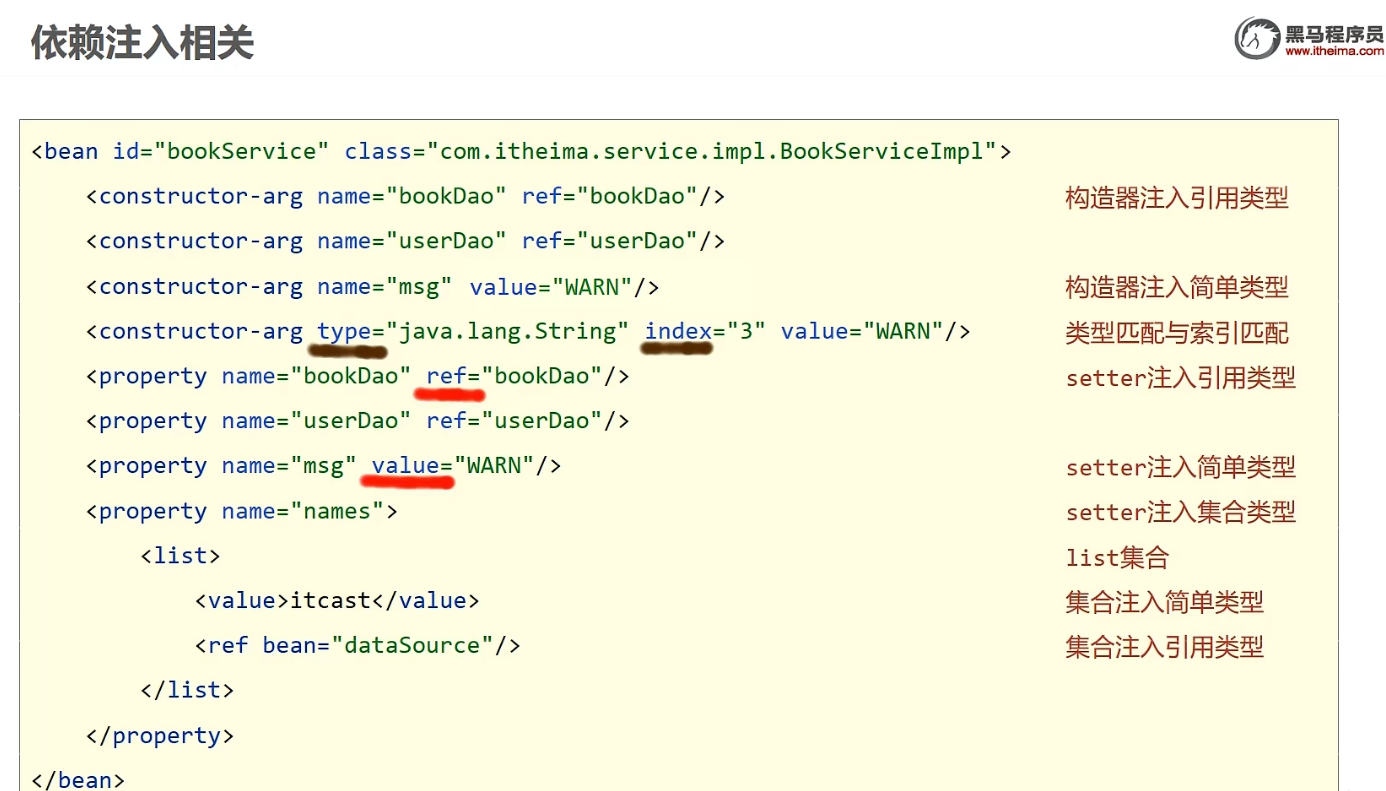 依赖注入相关
黑马程序员
www.itheima.com
<bean id="bookService" class="com.itheima.service.impl.BookServiceImpl">
<constructor-arg name="bookDao" ref="bookDao"/> 构造器注入引用类型
<constructor-arg name="userDao" ref="userDao"/>
<constructor-arg name="msg" value="WARN"/> 构造器注入简单类型
<constructor-arg type="java.lang.String" index="3" value="WARN"/> 类型匹配与索引匹配
<property name="bookDao" ref="bookDao"/> setter注入引用类型
<property name="userDao" ref="userDao"/>
<property name="msg" value="WARN"/> setter注入简单类型
<property name="names"> setter注入集合类型
<list> list集合
<value>itcast</value> 集合注入简单类型
<ref bean="dataSource"/> 集合注入引用类型
</list>
</property>
</bean>